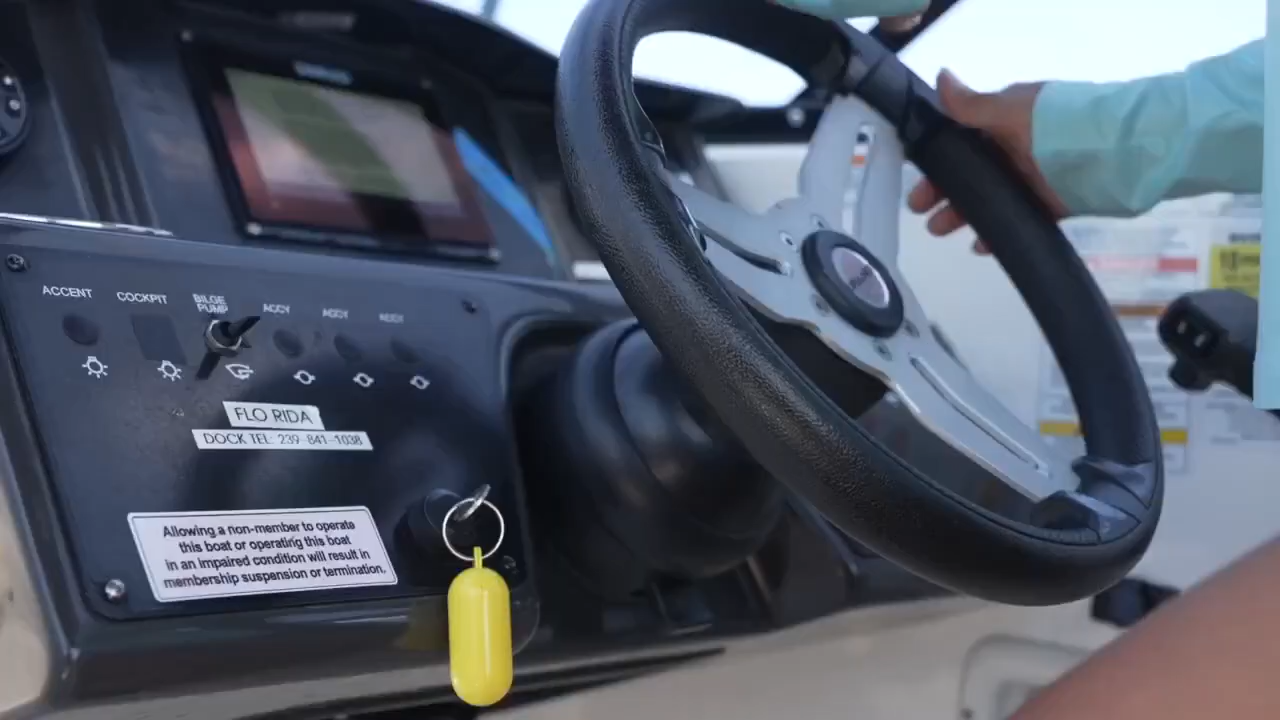 ACCENT
COCKPIT
BILGE
PUMP
ACCY
ACCY
ACCY
FLO RIDA
DOCK TEL: 239-841-1038
Allowing a non-member to operate
this boat or operating this boat
in an impaired condition will result in
membership suspension or termination.